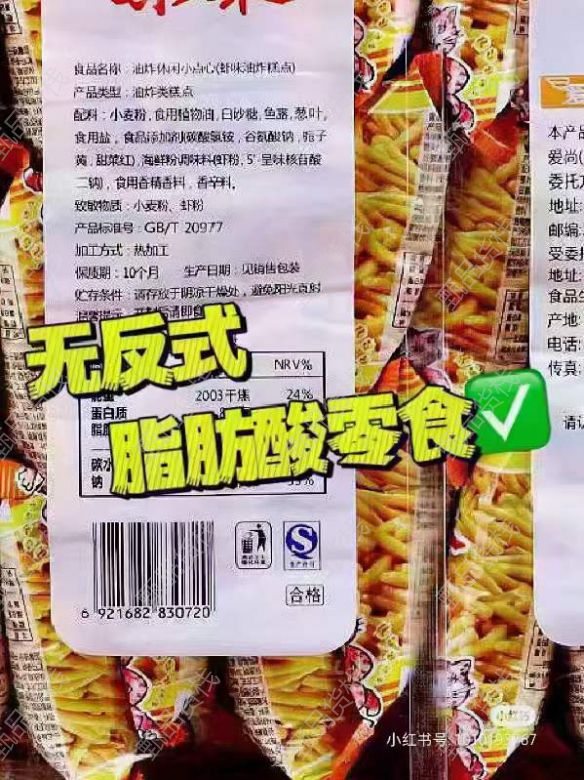 食品名称：油炸休闲小点心(虾味油炸糕点)
产品类型：油炸类糕点
配料：小麦粉，食用植物油，白砂糖，鱼露，葱叶，
食用盐，食品添加剂(碳酸氢铵，谷氨酸钠，栀子
黄，甜菜红)，海鲜粉调味料(虾粉，5'-呈味核苷酸
二钠)，食用香精香料，香辛料。
致敏物质：小麦粉、虾粉
产品标准号：GB/T 20977
加工方式：热加工
保质期：10个月 生产日期：见销售包装
贮存条件：请存放于阴凉干燥处，避免阳光直射
无反式
脂肪酸零食
NRV%
2003千焦 24%
蛋白质
钠
6 921682 830720
合格
本产品
爱尚(
委托方
地址:
邮编:
受委
地址:
食品生
产地:
电话:
传真:
请认
小红书
小红书号